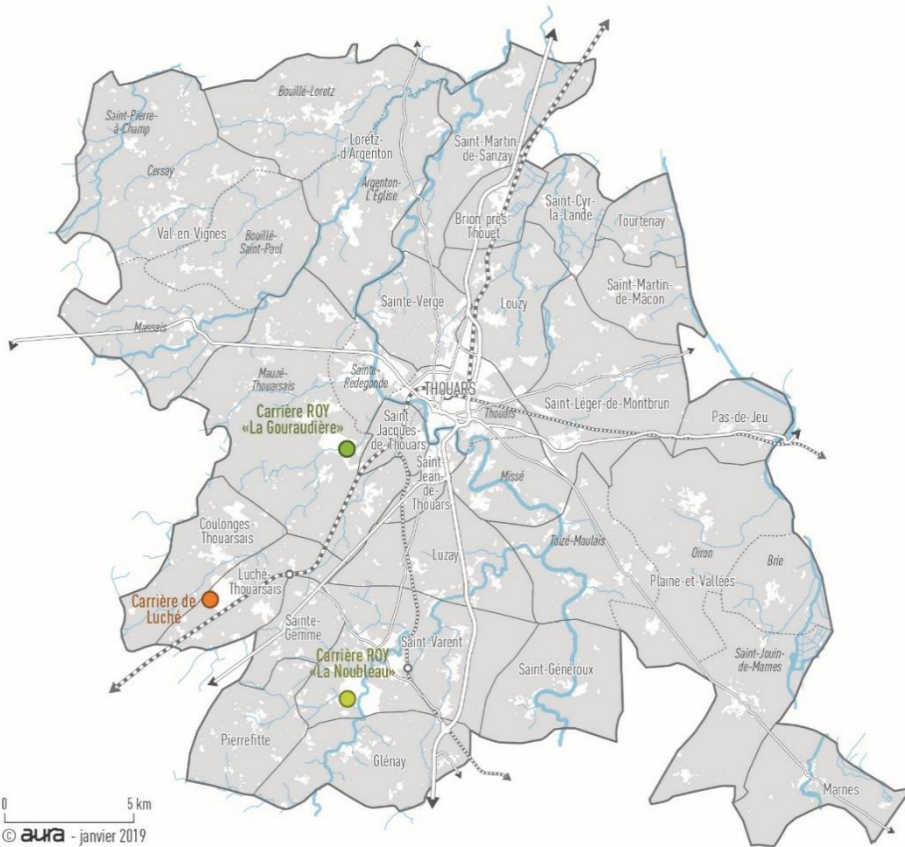 Saint-Pierre-
à-Champ
Bouillé-Loretz
Cersay
Loretz-
d'Argenton
Argenton-
L'Église
Saint-Martin-
de-Sanzay
Saint-Cyr-
la-Lande
Tourtenay
Brion-près-
Thouet
Val-en-Vignes
Bouillé-
Saint-Paul
Saint-Martin-
de-Mâcon
Sainte-Verge
Louzy
Massais
Mauzé-
Thouarsais
Sainte-
Radegonde
THOUARS
Thouars
Saint-Léger-de-Montbrun
Pas-de-Jeu
Carrière ROY
«La Gouraudière»
Saint-
Jacques-
de-Thouars
Saint-
Jean-
de-
Thouars
Missé
Coulonges-
Thouarsais
Taizé-Maulais
Oiron
Brie
Luché-
Thouarsais
Luzay
Plaine-et-Vallées
Carrière de
Luché
Sainte-
Gemme
Saint-Varent
Carrière ROY
«La Noubleau»
Saint-Généroux
Saint-Jouin-
de-Marnes
Pierrefitte
Glénay
Marnes
0 5 km
© aura - janvier 2019